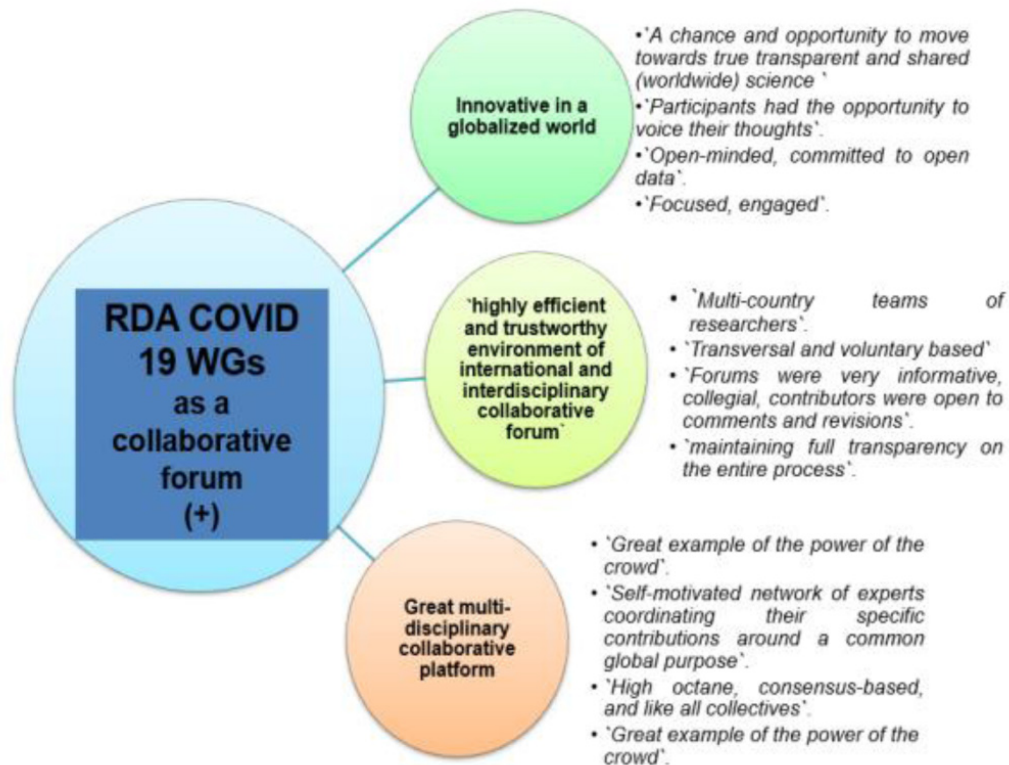 RDA COVID
19 WGs
as a
collaborative
forum
(+)
Innovative in a
globalized world
•`A chance and opportunity to move
towards true transparent and shared
(worldwide) science `
•`Participants had the opportunity to
voice their thoughts`.
•`Open-minded, committed to open
data`.
•`Focused, engaged`.
`highly efficient
and trustworthy
environment of
international and
interdisciplinary
collaborative
forum`
• `Multi-country teams of
researchers`.
• `Transversal and voluntary based`
• `Forums were very informative,
collegial, contributors were open to
comments and revisions`.
• `maintaining full transparency on
the entire process`.
Great multi-
disciplinary
collaborative
platform
• `Great example of the power of the
crowd`.
• `Self-motivated network of experts
coordinating their specific
contributions around a common
global purpose`.
• `High octane, consensus-based,
and like all collectives`.
• `Great example of the power of the
crowd`.